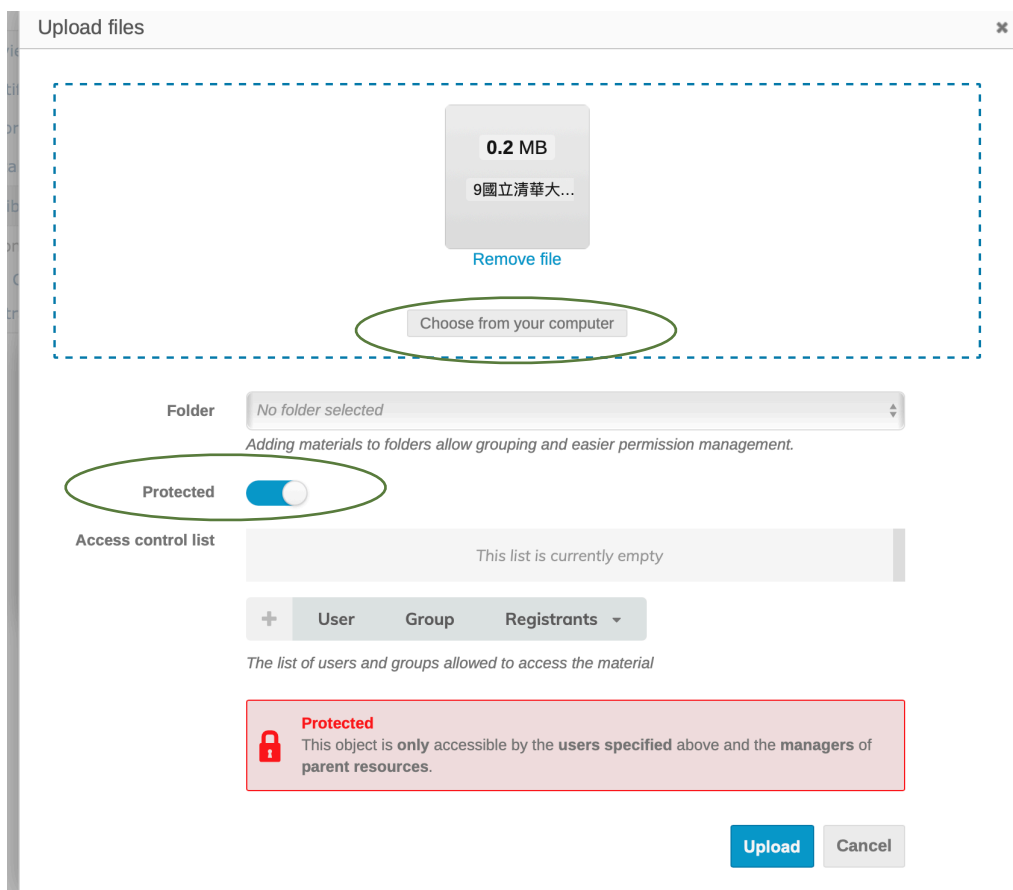 Upload files
0.2 MB
9國立清華大...
Remove file
Choose from your computer
Folder
No folder selected
Adding materials to folders allow grouping and easier permission management.
Protected
Access control list
This list is currently empty
+ User Group Registrants
The list of users and groups allowed to access the material
Protected
This object is only accessible by the users specified above and the managers of
parent resources.
Upload Cancel